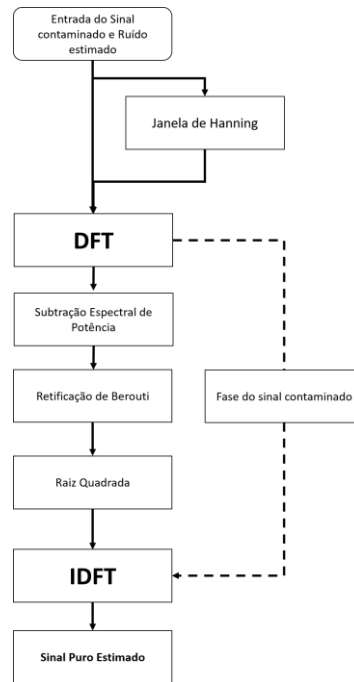 Entrada do Sinal
contaminado e Ruído
estimado
Janela de Hanning
DFT
Subtração Espectral de
Potência
Retificação de Berouti
Fase do sinal contaminado
Raiz Quadrada
IDFT
Sinal Puro Estimado